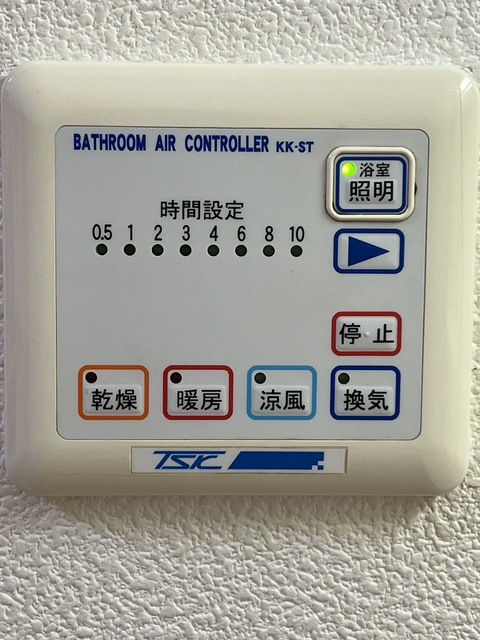 BATHROOM AIR CONTROLLER KK-ST
浴室
照明
時間設定
0.5 1 2 3 4 6 8 10
停止
乾燥 暖房 涼風 換気
TSK